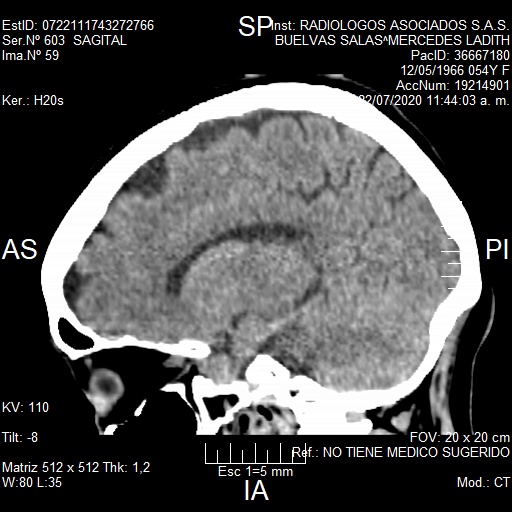 EstID: 0722111743272766
Ser.Nº 603 SAGITAL
Ima.Nº 59
Ker.: H20s
SP
Inst: RADIOLOGOS ASOCIADOS S.A.S.
BUELVAS SALAS^MERCEDES LADITH
PacID: 36667180
12/05/1966 054Y F
AccNum: 19214901
22/07/2020 11:44:03 a. m.
AS
PI
KV: 110
Tilt: -8
Matriz 512 x 512 Thk: 1,2
W:80 L:35
Esc 1=5 mm
IA
FOV: 20 x 20 cm
Ref.: NO TIENE MEDICO SUGERIDO
Mod.: CT